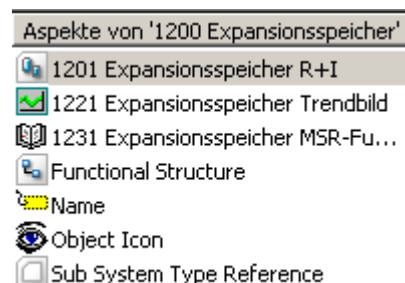 Aspekte von '1200 Expansionsspeicher'
1201 Expansionsspeicher R+I
1221 Expansionsspeicher Trendbild
1231 Expansionsspeicher MSR-Fu...
Functional Structure
Name
Object Icon
Sub System Type Reference